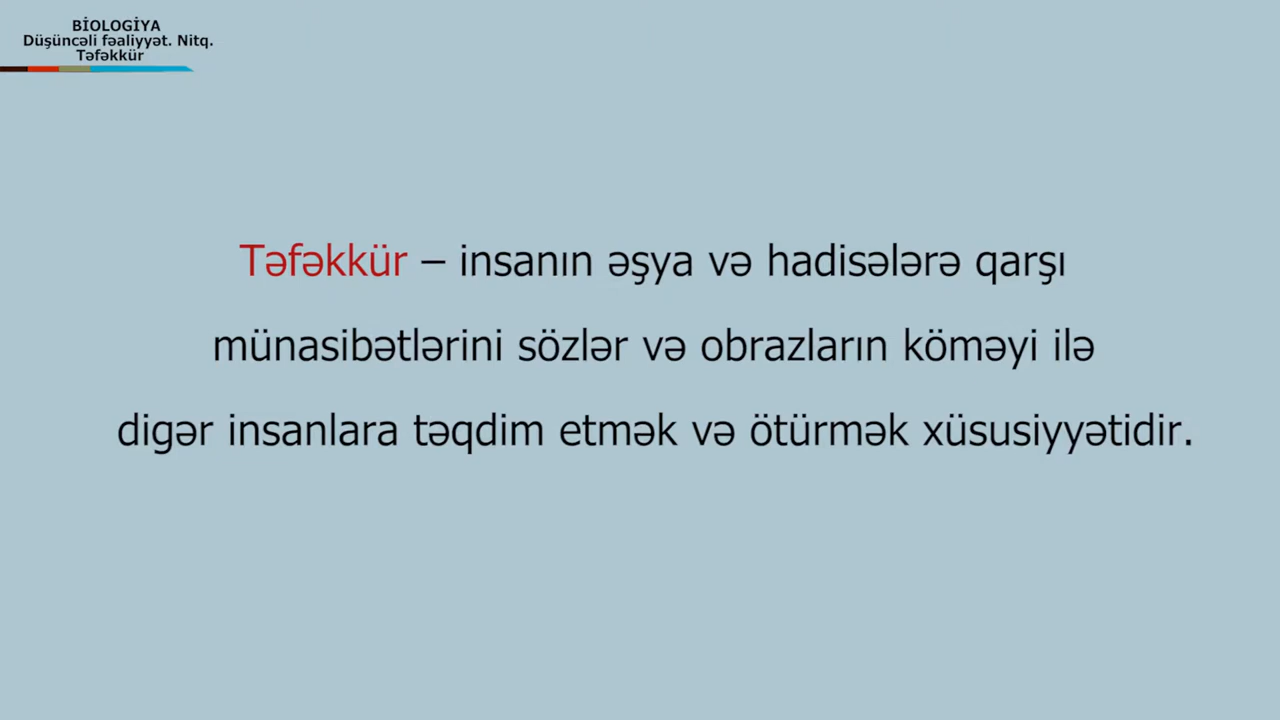 BİOLOGİYA
Düşüncəli fəaliyyət. Nitq.
Təfəkkür
Təfəkkür – insanın əşya və hadisələrə qarşı
münasibətlərini sözlər və obrazların köməyi ilə
digər insanlara təqdim etmək və ötürmək xüsusiyyətidir.